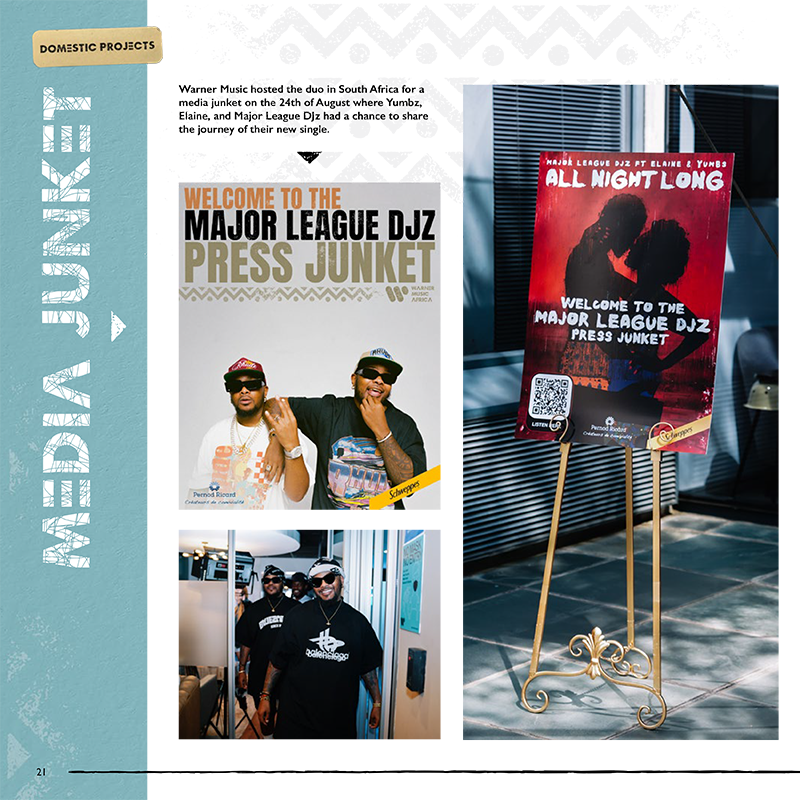 DOMESTIC PROJECTS
MEDIA JUNKET
Warner Music hosted the duo in South Africa for a
media junket on the 24th of August where Yumbz,
Elaine, and Major League DJz had a chance to share
the journey of their new single.
WELCOME TO THE
MAJOR LEAGUE DJZ
PRESS JUNKET
WARNER
MUSIC
AFRICA
Pernod Ricard
Créateurs de convivialité
Schweppes
MAJOR LEAGUE DJZ FT ELAINE & YUMBS
ALL NIGHT LONG
WELCOME TO THE
MAJOR LEAGUE DJZ
PRESS JUNKET
LISTEN
Pernod Ricard
Créateurs de convivialité
Schweppes
balenciaga
21